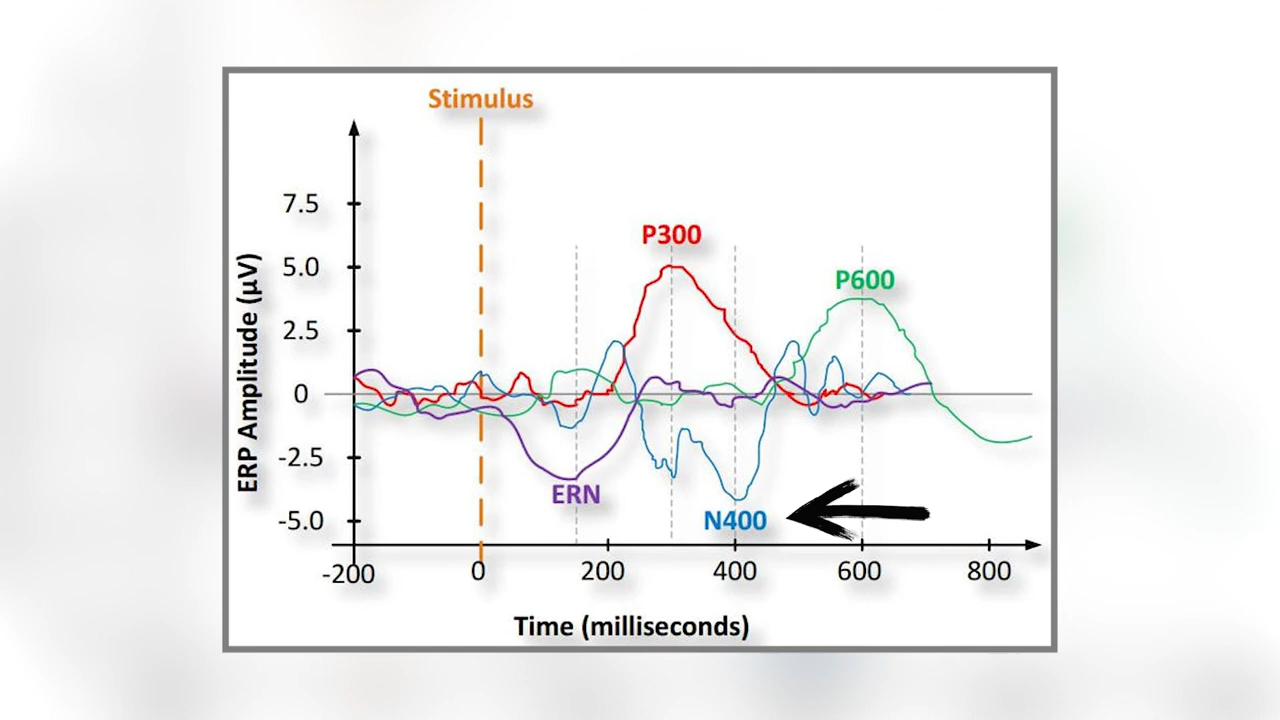 Stimulus
7.5
P300
5.0
P600
2.5
0
-2.5
ERN
-5.0
N400
ERP Amplitude (µV)
-200
0
200
400
600
800
Time (milliseconds)